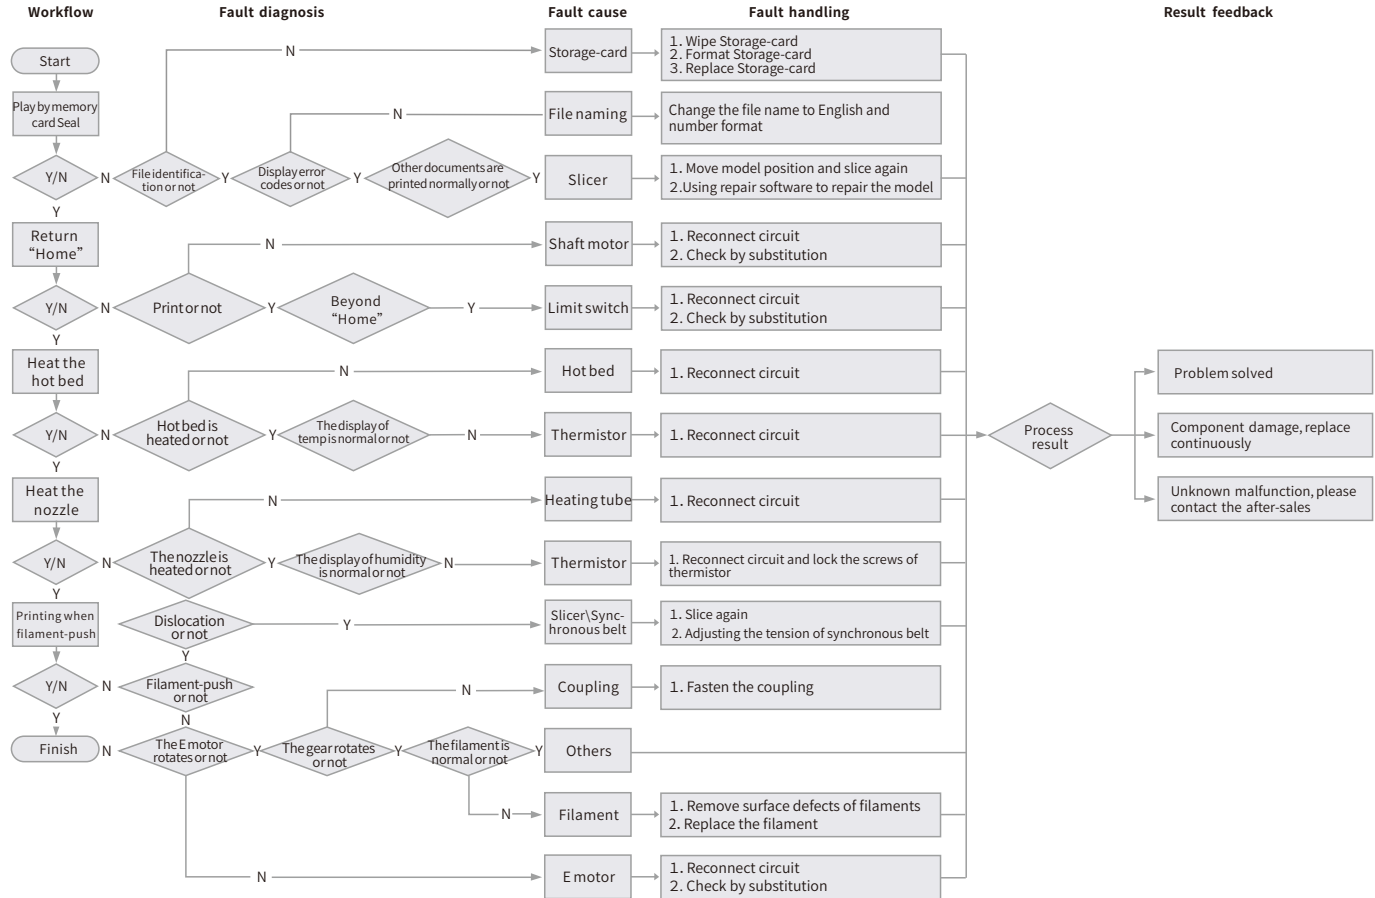 Workflow
Fault diagnosis
Fault cause
Fault handling
Result feedback
Start
N
Storage-card
1. Wipe Storage-card
2. Format Storage-card
3. Replace Storage-card
Play by memory
card Seal
N
File naming
Change the file name to English and
number format
Y/N
N
File identifica-
tion or not
Y
Display error
codes or not
Y
Other documents are
printed normally or not
Y
Slicer
1. Move model position and slice again
2.Using repair software to repair the model
Y
Return
“Home”
N
Shaft motor
1. Reconnect circuit
2. Check by substitution
Y/N
N
Print or not
Y
Beyond
“Home”
Y
Limit switch
1. Reconnect circuit
2. Check by substitution
Y
Heat the
hot bed
N
Hot bed
1. Reconnect circuit
Problem solved
Y/N
N
Hot bed is
heated or not
Y
The display of
temp is normal or not
N
Thermistor
1. Reconnect circuit
Process
result
Component damage, replace
continuously
Y
Heat the
nozzle
N
Heating tube
1. Reconnect circuit
Unknown malfunction, please
contact the after-sales
Y/N
N
The nozzle is
heated or not
Y
The display of humidity
is normal or not
N
Thermistor
1. Reconnect circuit and lock the screws of
thermistor
Y
Printing when
filament-push
Dislocation
or not
Y
Slicer\Sync-
hronous belt
1. Slice again
2. Adjusting the tension of synchronous belt
Y
Y/N
N
Filament-push
or not
N
Coupling
1. Fasten the coupling
Y
N
Finish
N
The E motor
rotates or not
Y
The gear rotates
or not
Y
The filament is
normal or not
Y
Others
N
Filament
1. Remove surface defects of filaments
2. Replace the filament
N
E motor
1. Reconnect circuit
2. Check by substitution